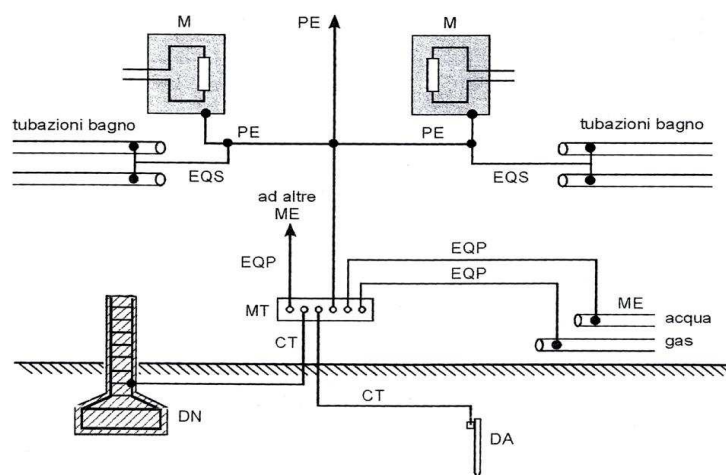 M
PE
M
tubazioni bagno
PE
PE
tubazioni bagno
EQS
EQS
ad altre
ME
EQP
EQP
EQP
MT
ME
acqua
gas
CT
CT
DN
DA